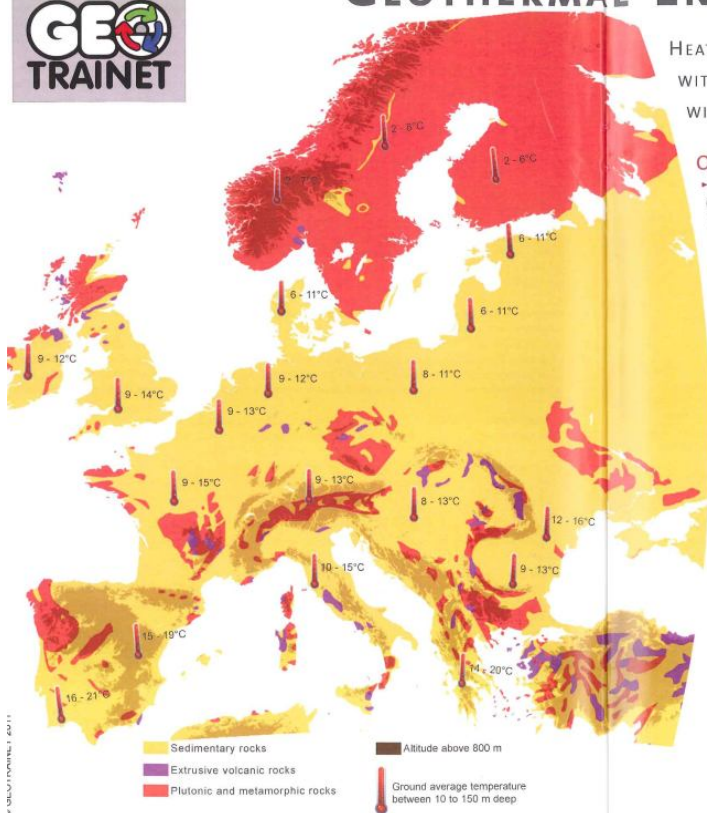 GEO
TRAINET
GEOTHERMAL
HEAT
2 - 8°C
2 - 6°C
6 - 11°C
6 - 11°C
6 - 11°C
9 - 12°C
9 - 14°C
9 - 12°C
8 - 11°C
9 - 13°C
9 - 15°C
9 - 13°C
8 - 13°C
12 - 16°C
10 - 15°C
9 - 13°C
15 - 19°C
14 - 20°C
16 - 21°C
Sedimentary rocks
Extrusive volcanic rocks
Plutonic and metamorphic rocks
Altitude above 800 m
Ground average temperature
between 10 to 150 m deep
GEOTRAINET 2011